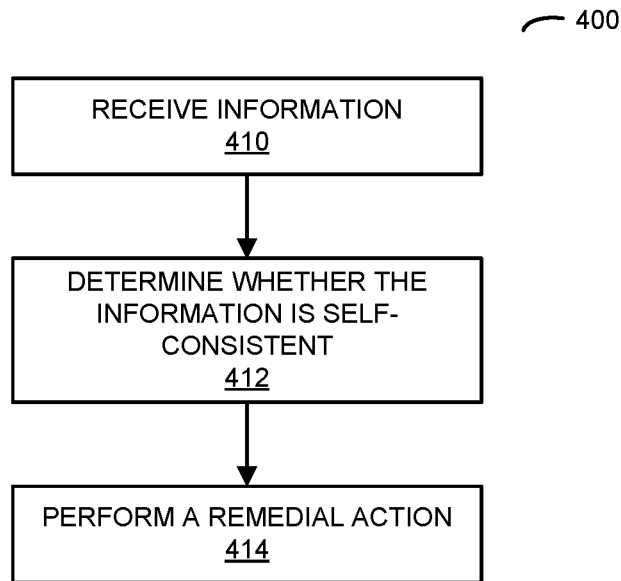 400
RECEIVE INFORMATION
410
DETERMINE WHETHER THE
INFORMATION IS SELF-
CONSISTENT
412
PERFORM A REMEDIAL ACTION
414